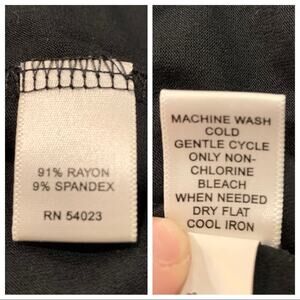 91% RAYON
9% SPANDEX
RN 54023
MACHINE WASH
COLD
GENTLE CYCLE
ONLY NON-
CHLORINE
BLEACH
WHEN NEEDED
DRY FLAT
COOL IRON